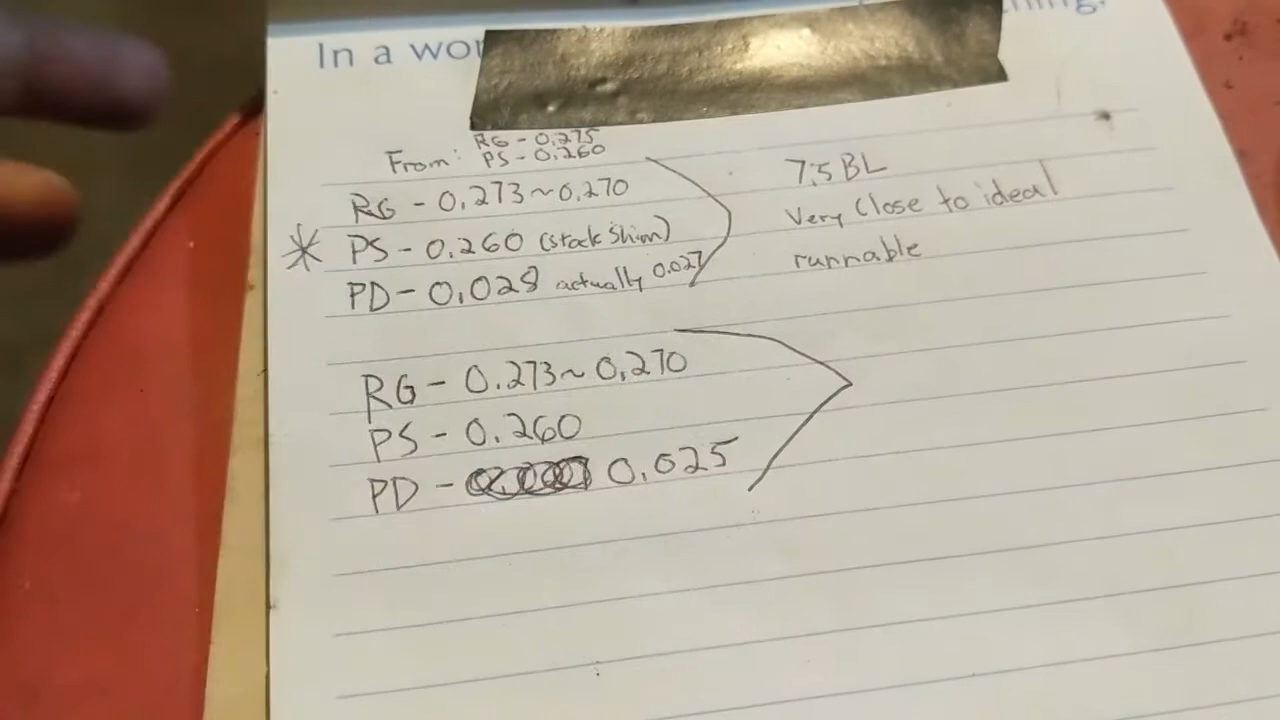 In a
From: RG - 0.275
PS - 0.260
RG - 0.273 ~ 0.270
* PS - 0.260 (stock Shim)
PD - 0.028 actually 0.027
7.5 BL
Very Close to ideal
runnable
RG - 0.273 ~ 0.270
PS - 0.260
PD - 0.025